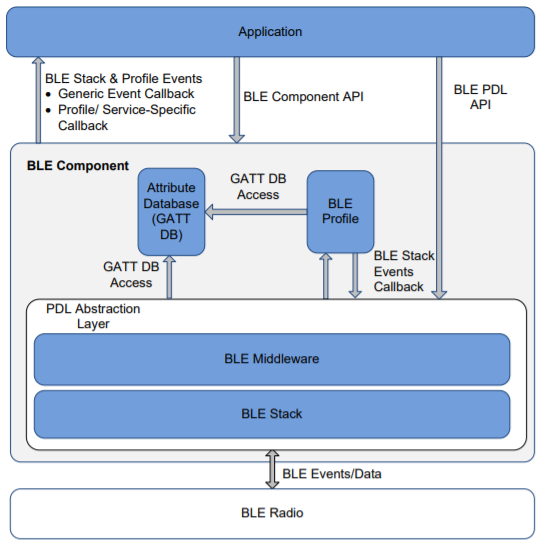 Application
BLE Stack & Profile Events
• Generic Event Callback
• Profile/ Service-Specific
Callback
BLE Component API
BLE PDL
API
BLE Component
Attribute
Database
(GATT
DB)
GATT DB
Access
BLE
Profile
GATT DB
Access
BLE Stack
Events
Callback
PDL Abstraction
Layer
BLE Middleware
BLE Stack
BLE Events/Data
BLE Radio